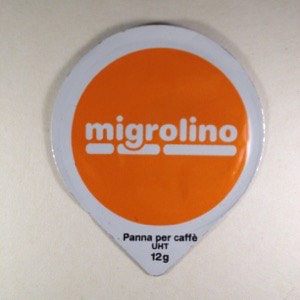 migrolino
Panna per caffè
UHT
12g